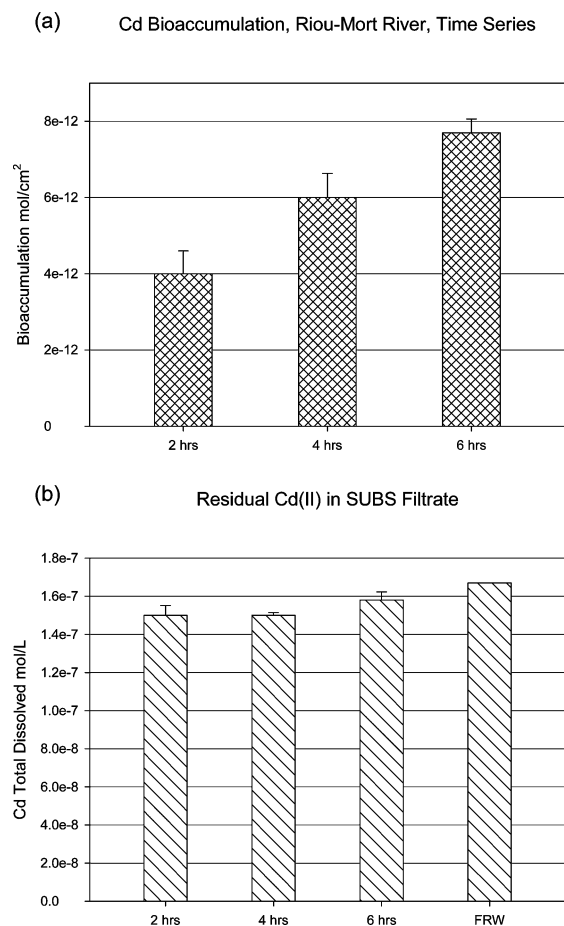 (a) Cd Bioaccumulation, Riou-Mort River, Time Series
Bioaccumulation mol/cm²
8e-12
6e-12
4e-12
2e-12
0
2 hrs 4 hrs 6 hrs
(b) Residual Cd(II) in SUBS Filtrate
Cd Total Dissolved mol/L
1.8e-7
1.6e-7
1.4e-7
1.2e-7
1.0e-7
8.0e-8
6.0e-8
4.0e-8
2.0e-8
0.0
2 hrs 4 hrs 6 hrs FRW